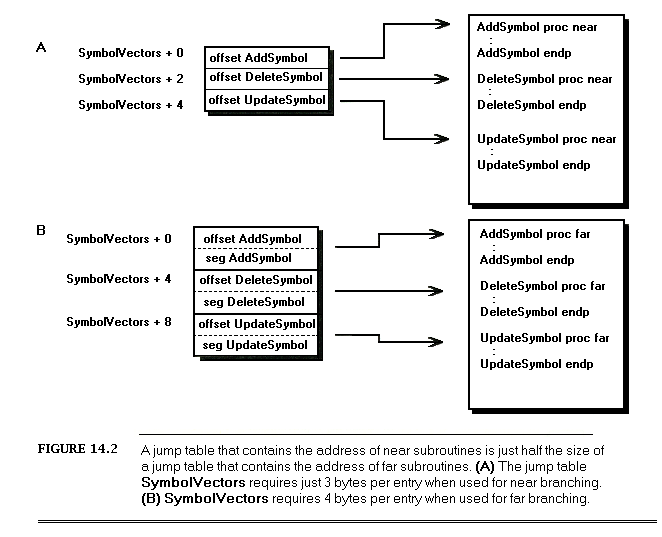 A
SymbolVectors + 0
SymbolVectors + 2
SymbolVectors + 4
offset AddSymbol
offset DeleteSymbol
offset UpdateSymbol
AddSymbol proc near
:
AddSymbol endp
DeleteSymbol proc near
:
DeleteSymbol endp
UpdateSymbol proc near
:
UpdateSymbol endp
B
SymbolVectors + 0
SymbolVectors + 4
SymbolVectors + 8
offset AddSymbol
seg AddSymbol
offset DeleteSymbol
seg DeleteSymbol
offset UpdateSymbol
seg UpdateSymbol
AddSymbol proc far
:
AddSymbol endp
DeleteSymbol proc far
:
DeleteSymbol endp
UpdateSymbol proc far
:
UpdateSymbol endp
FIGURE 14.2
A jump table that contains the address of near subroutines is just half the size of
a jump table that contains the address of far subroutines. (A) The jump table
SymbolVectors requires just 3 bytes per entry when used for near branching.
(B) SymbolVectors requires 4 bytes per entry when used for far branching.